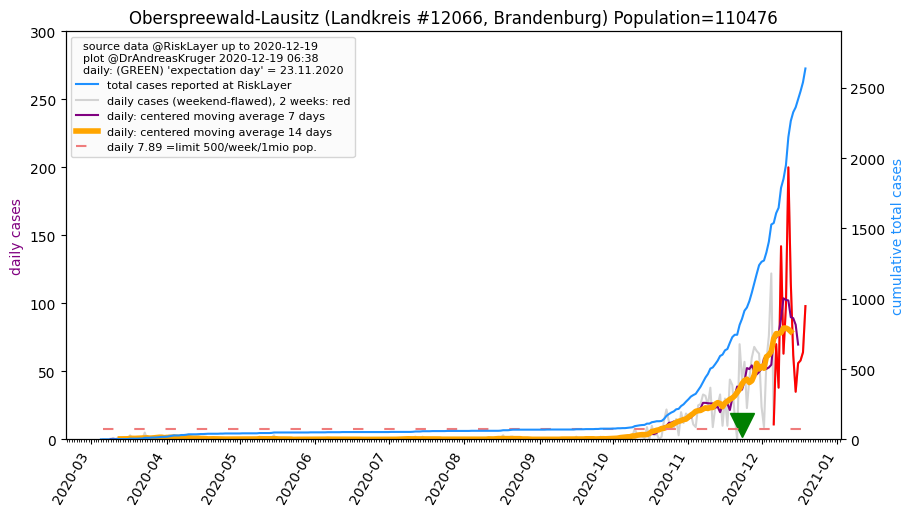 Oberspreewald-Lausitz (Landkreis #12066, Brandenburg) Population=110476
source data @RiskLayer up to 2020-12-19
plot @DrAndreasKruger 2020-12-19 06:38
daily: (GREEN) 'expectation day' = 23.11.2020
total cases reported at RiskLayer
daily cases (weekend-flawed), 2 weeks: red
daily: centered moving average 7 days
daily: centered moving average 14 days
daily 7.89 =limit 500/week/1mio pop.
daily cases
300
250
200
150
100
50
0
cumulative total cases
2500
2000
1500
1000
500
0
2020-03
2020-04
2020-05
2020-06
2020-07
2020-08
2020-09
2020-10
2020-11
2020-12
2021-01